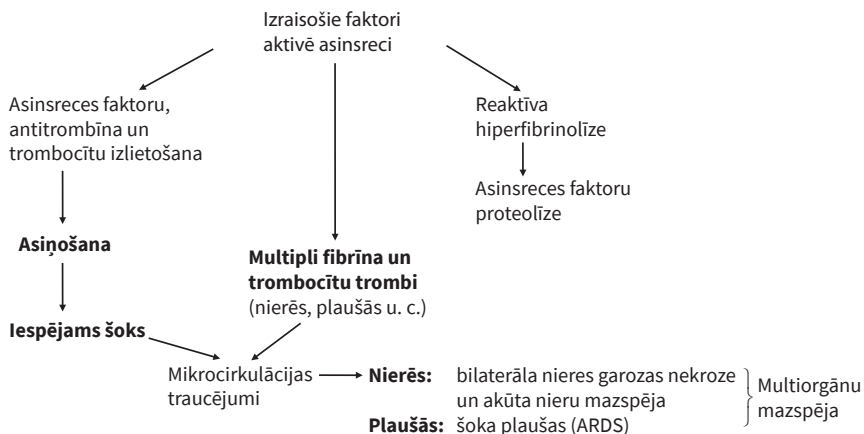 Izraisošie faktori
aktivē asinsreci
Asinsreces faktoru,
antitrombīna un
trombocītu izlietošana
Reaktīva
hiperfibrinolīze
Asinsreces faktoru
proteolīze
Asiņošana
Multipli fibrīna un
trombocītu trombi
(nierēs, plaušās u. c.)
Iespējams šoks
Mikrocirkulācijas
traucējumi
Nierēs: bilaterāla nieres garozas nekroze
un akūta nieru mazspēja
Plaušās: šoka plaušas (ARDS)
Multiorgānu
mazspēja